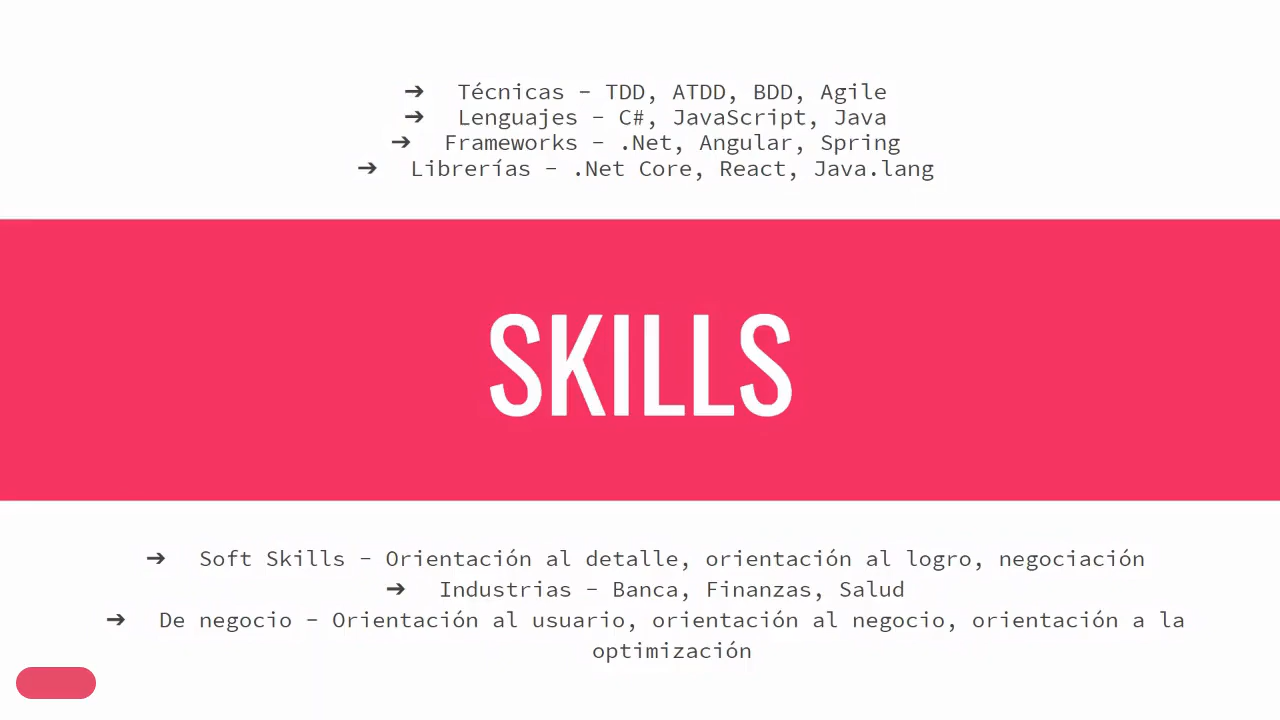 ➔ Técnicas - TDD, ATDD, BDD, Agile
➔ Lenguajes - C#, JavaScript, Java
➔ Frameworks - .Net, Angular, Spring
➔ Librerías - .Net Core, React, Java.lang
SKILLS
➔ Soft Skills - Orientación al detalle, orientación al logro, negociación
➔ Industrias - Banca, Finanzas, Salud
➔ De negocio - Orientación al usuario, orientación al negocio, orientación a la
optimización